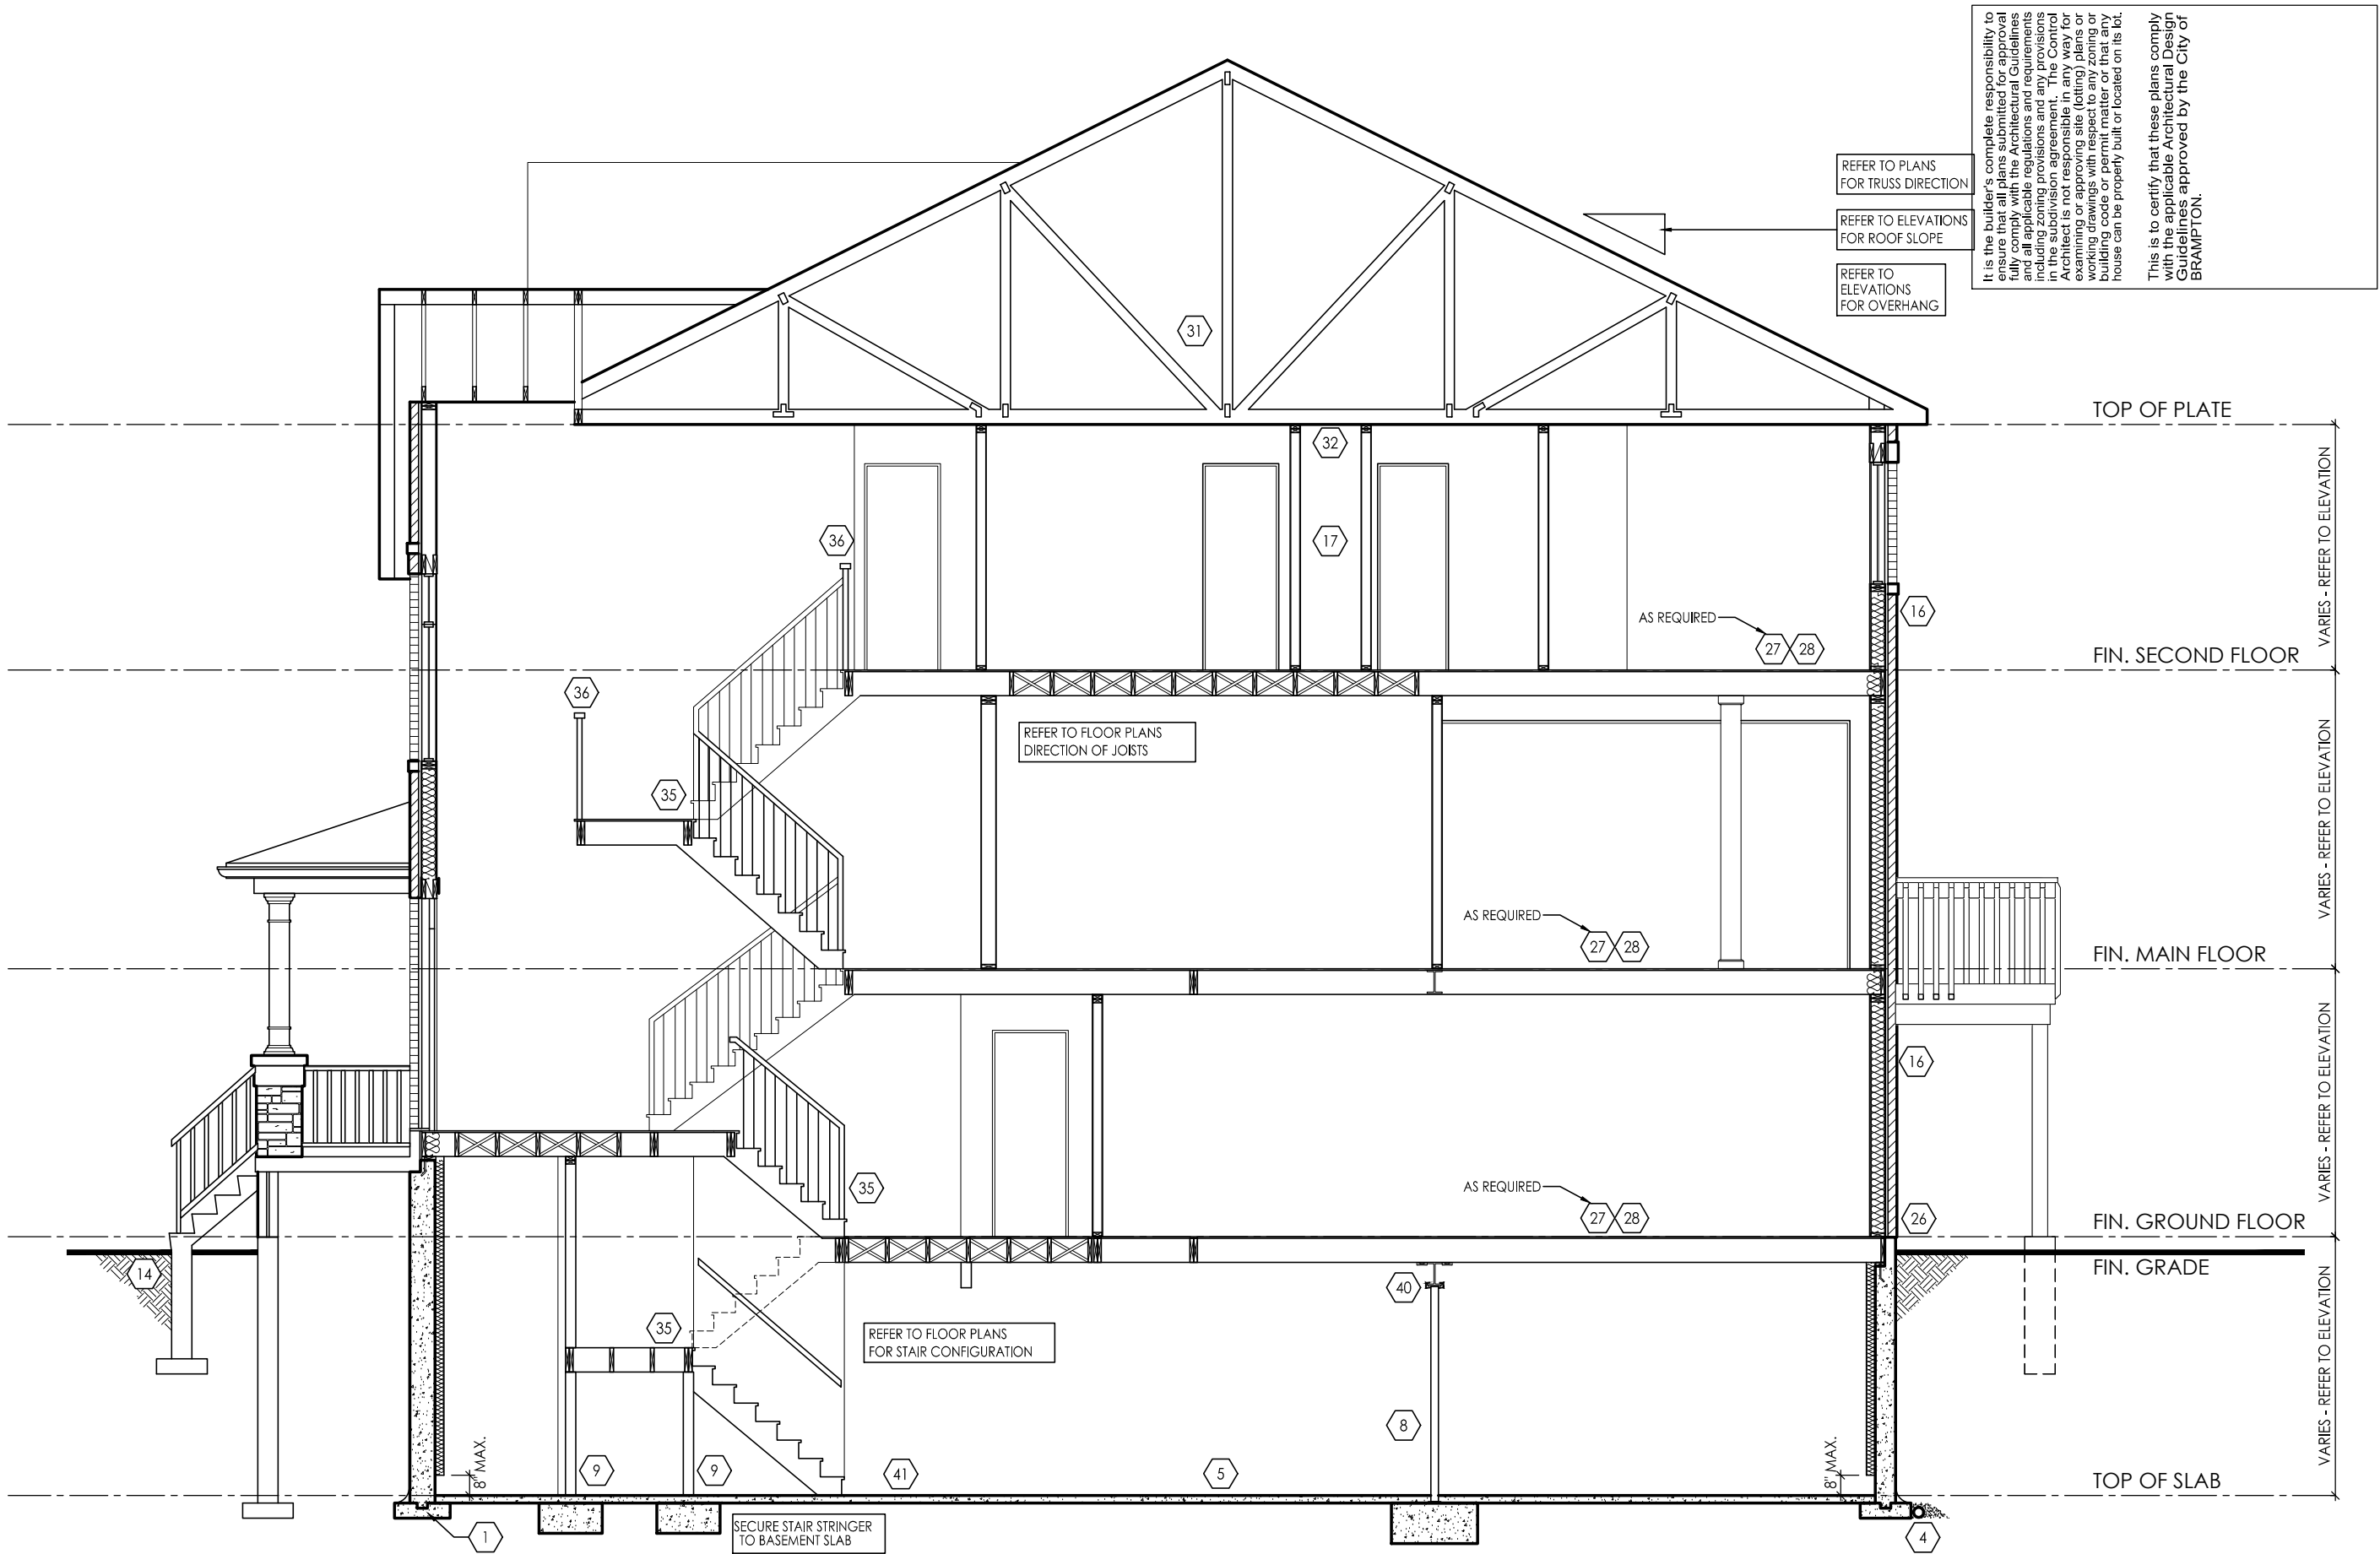 It is the builder's complete responsibility to
ensure that all plans submitted for approval
fully comply with the Architectural Guidelines
and all applicable regulations and requirements
including zoning provisions and any provisions
in the subdivision agreement. The Control
Architect is not responsible in any way for
examining or approving site (lotting) plans or
working drawings with respect to any zoning or
building code or permit matter or that any
house can be properly built or located on its lot.
This is to certify that these plans comply
with the applicable Architectural Design
Guidelines approved by the City of
BRAMPTON.
REFER TO PLANS
FOR TRUSS DIRECTION
REFER TO ELEVATIONS
FOR ROOF SLOPE
REFER TO
ELEVATIONS
FOR OVERHANG
31
TOP OF PLATE
32
36
17
VARIES - REFER TO ELEVATION
16
AS REQUIRED
27 28
FIN. SECOND FLOOR
36
REFER TO FLOOR PLANS
DIRECTION OF JOISTS
35
VARIES - REFER TO ELEVATION
AS REQUIRED
27 28
FIN. MAIN FLOOR
16
VARIES - REFER TO ELEVATION
35
AS REQUIRED
27 28
26
FIN. GROUND FLOOR
14
FIN. GRADE
40
35
REFER TO FLOOR PLANS
FOR STAIR CONFIGURATION
VARIES - REFER TO ELEVATION
8
8" MAX.
9
9
41
5
8" MAX.
TOP OF SLAB
1
SECURE STAIR STRINGER
TO BASEMENT SLAB
4